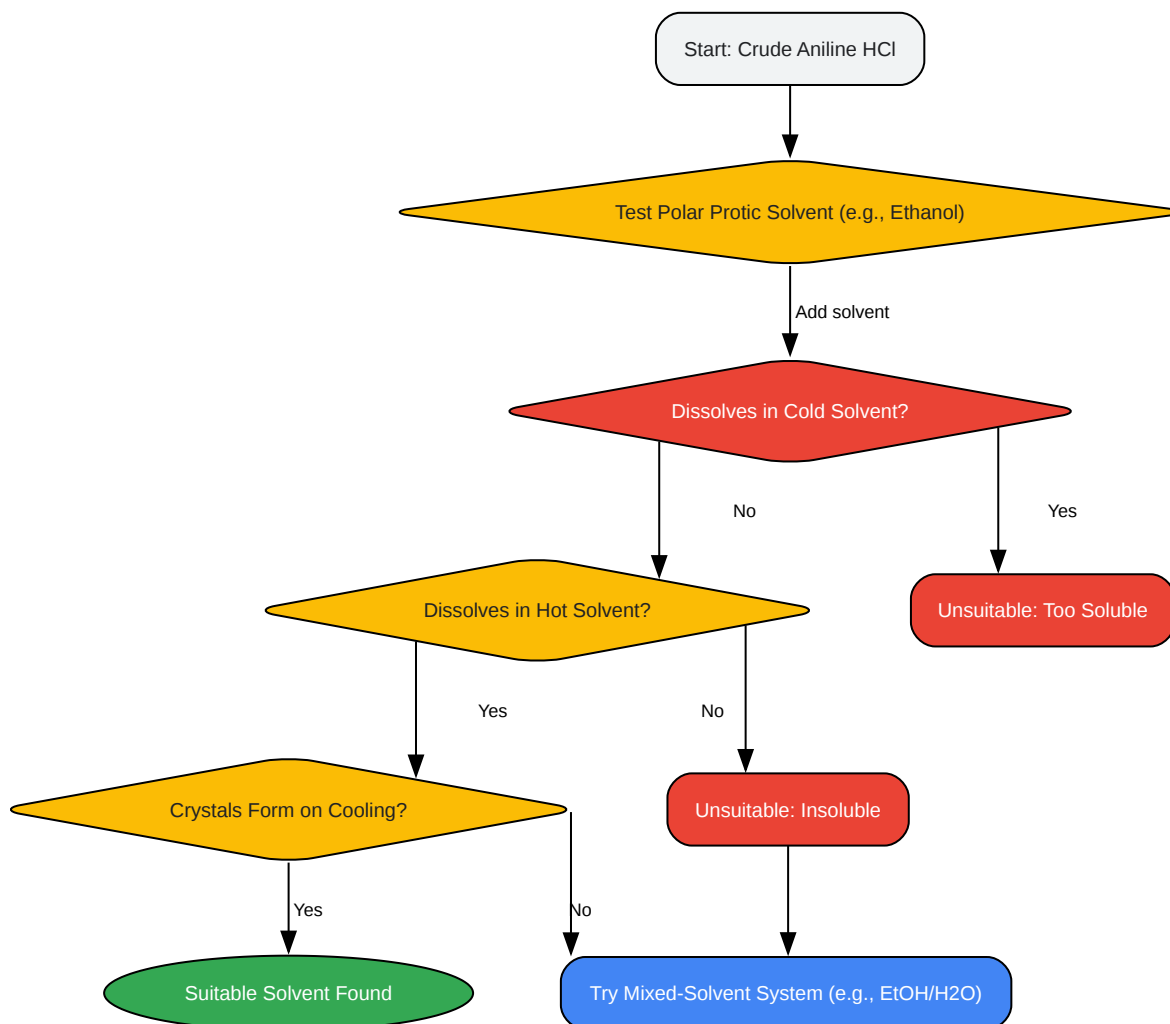 Start: Crude Aniline HCl
Test Polar Protic Solvent (e.g., Ethanol)
Add solvent
Dissolves in Cold Solvent?
No
Yes
Dissolves in Hot Solvent?
Unsuitable: Too Soluble
Yes
No
Crystals Form on Cooling?
Unsuitable: Insoluble
Yes
No
Suitable Solvent Found
Try Mixed-Solvent System (e.g., EtOH/H2O)